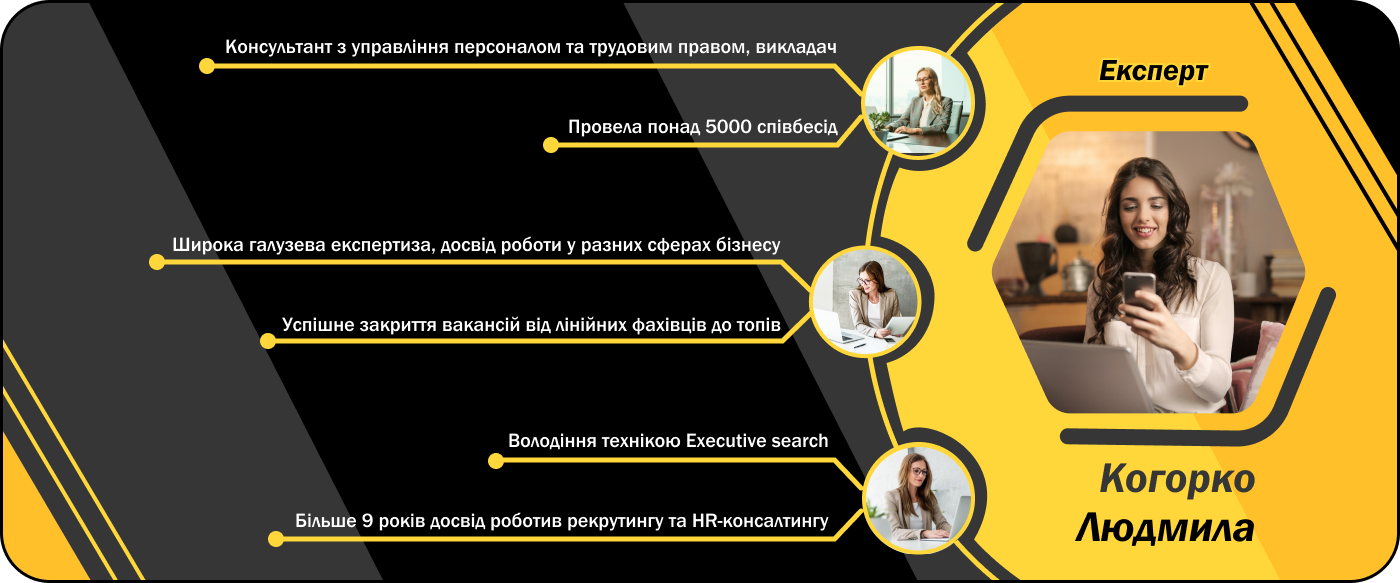 Консультант з управління персоналом та трудовим правом, викладач
Експерт
Провела понад 5000 співбесід
Широка галузева експертиза, досвід роботи у разних сферах бізнесу
Успішне закриття вакансій від лінійних фахівців до топів
Володіння технікою Executive search
Більше 9 років досвід роботив рекрутингу та HR-консалтингу
Когорко
Людмила